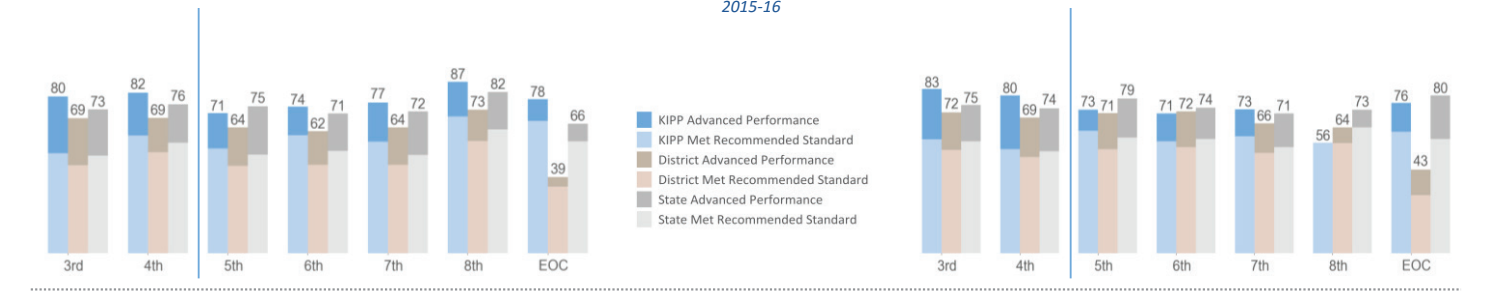 2015-16
80 69 73
82 69 76
71 64 75
74 62 71
77 64 72
87 73 82
78 39 66
3rd 4th 5th 6th 7th 8th EOC
KIPP Advanced Performance
KIPP Met Recommended Standard
District Advanced Performance
District Met Recommended Standard
State Advanced Performance
State Met Recommended Standard
83 72 75
80 69 74
73 71 79
71 72 74
73 66 71
56 64 73
76 43 80
3rd 4th 5th 6th 7th 8th EOC